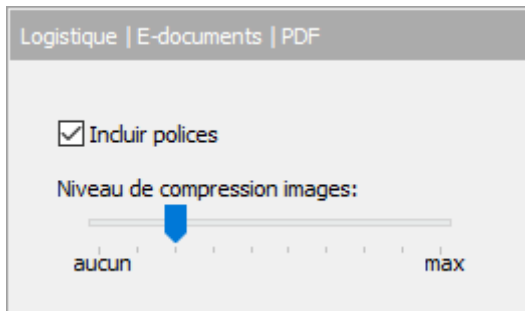 Logistique | E-documents | PDF
Incluir polices
Niveau de compression images:
aucun max